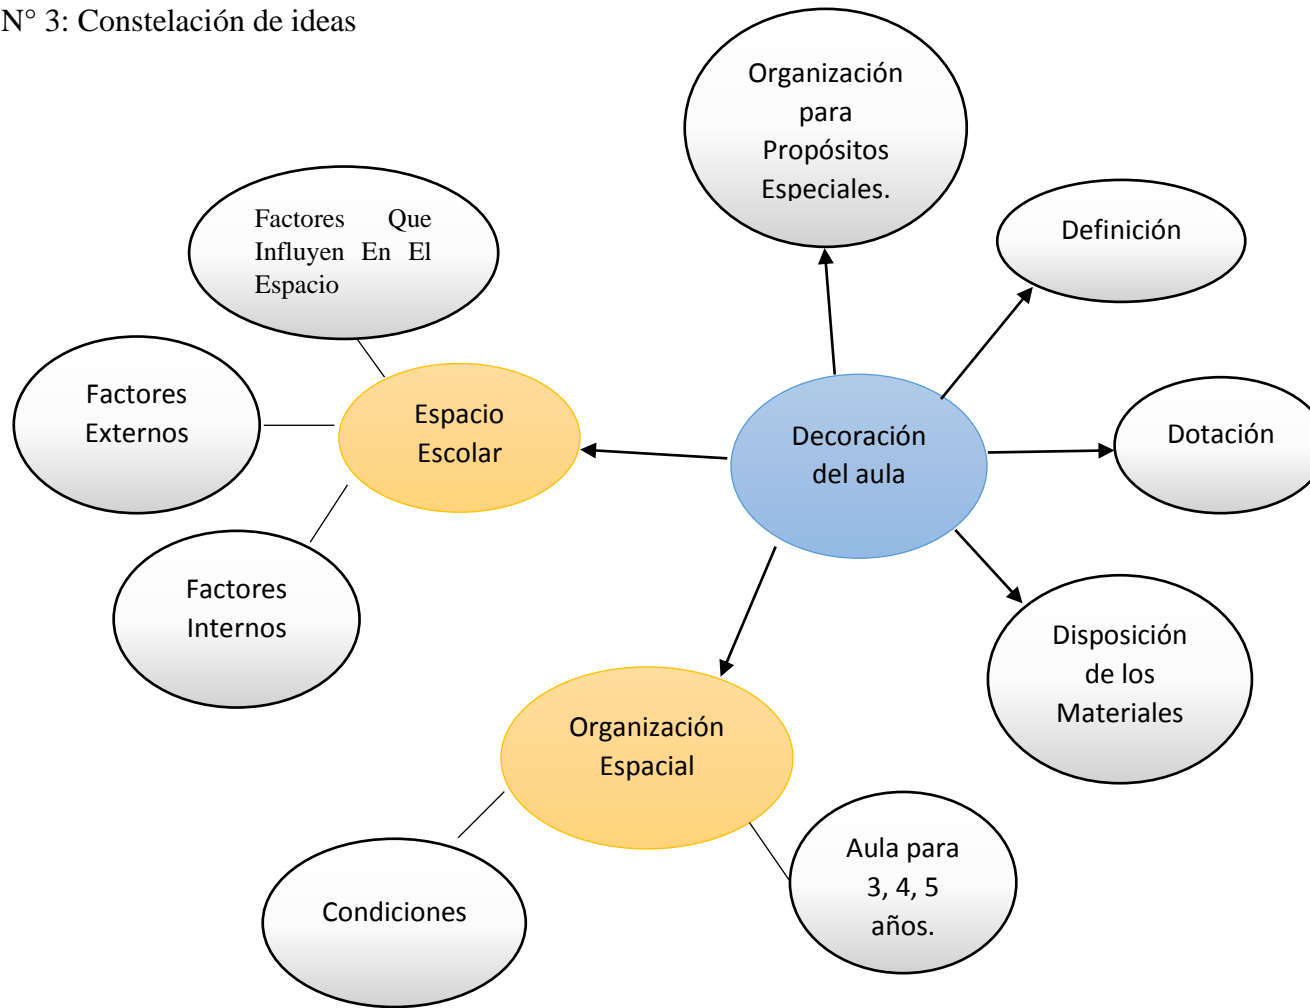 N° 3: Constelación de ideas
Organización
para
Propósitos
Especiales.
Factores Que
Influyen En El
Espacio
Definición
Factores
Externos
Espacio
Escolar
Decoración
del aula
Dotación
Factores
Internos
Disposición
de los
Materiales
Organización
Espacial
Aula para
3, 4, 5
años.
Condiciones